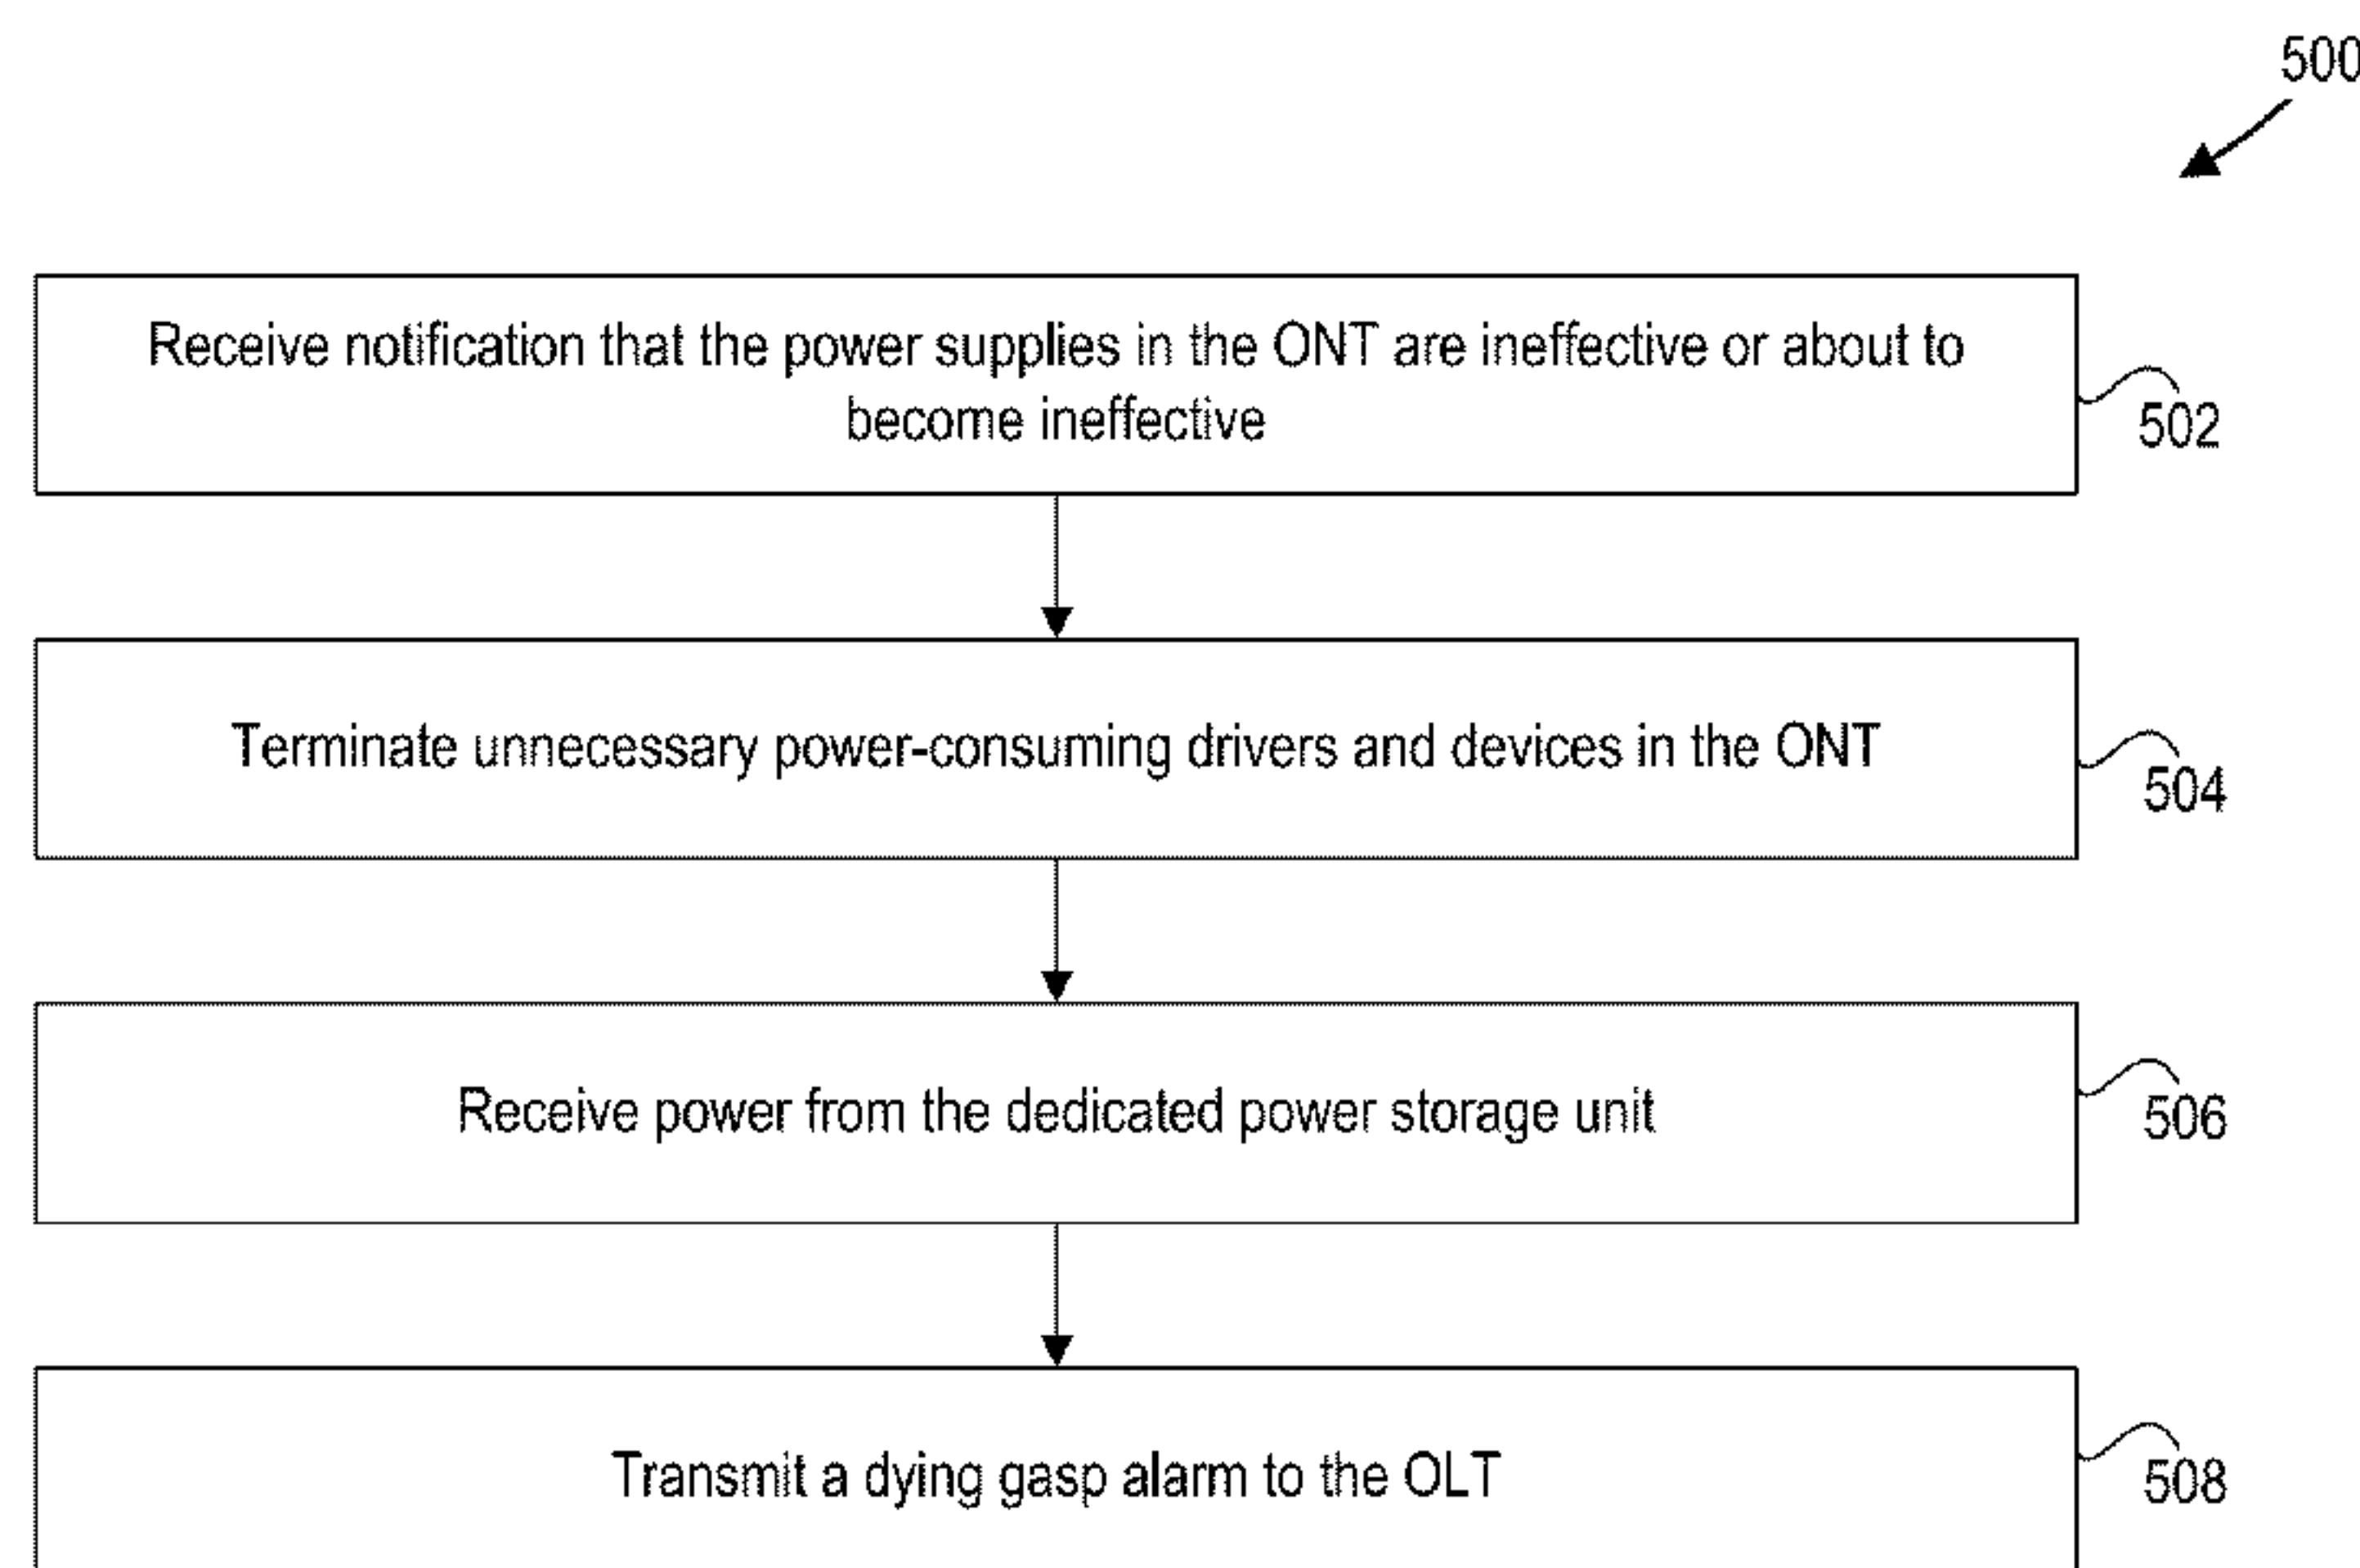 500
Receive notification that the power supplies in the ONT are ineffective or about to
become ineffective
502
Terminate unnecessary power-consuming drivers and devices in the ONT
504
Receive power from the dedicated power storage unit
506
Transmit a dying gasp alarm to the OLT
508